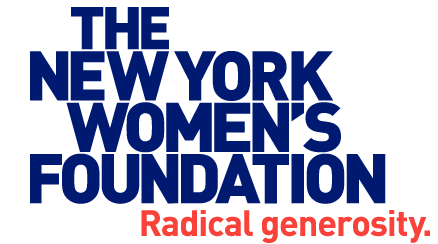 THE
NEW YORK
WOMEN'S
FOUNDATION
Radical generosity.